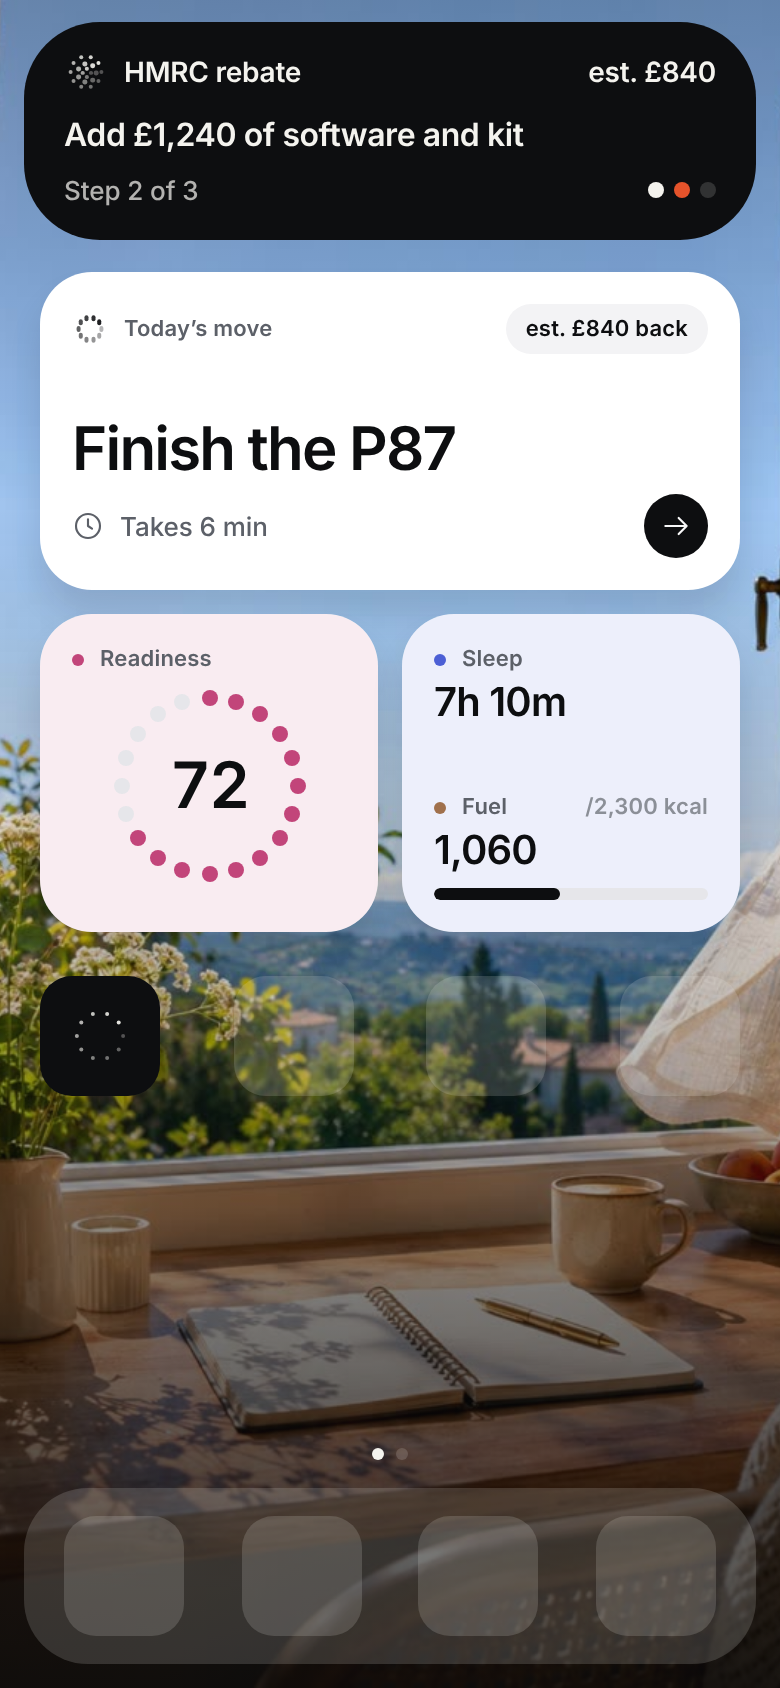 HMRC rebate est. £840
Add £1,240 of software and kit
Step 2 of 3
Today’s move est. £840 back
Finish the P87
Takes 6 min
Readiness
72
Sleep
7h 10m
Fuel /2,300 kcal
1,060